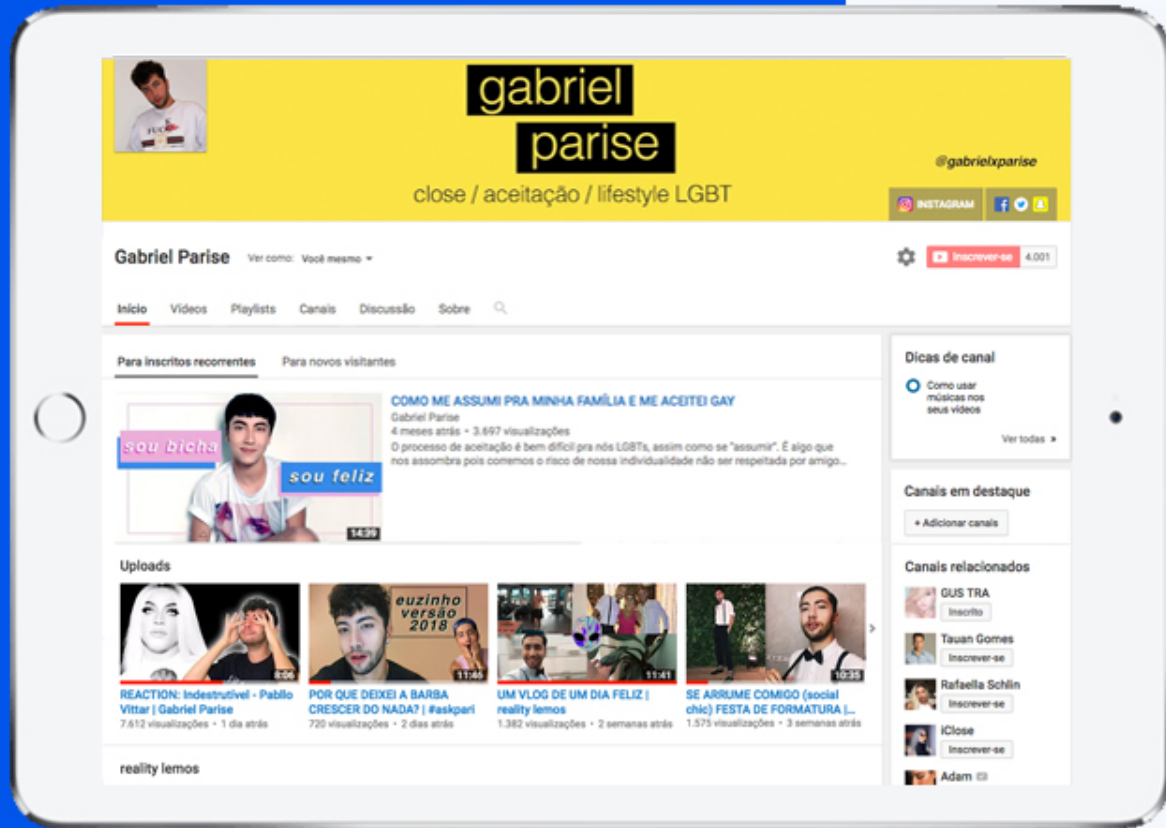 gabriel
parise
close / aceitação / lifestyle LGBT
@gabrielxparise
INSTAGRAM
Gabriel Parise
Ver como: Você mesmo
Inscrever-se 4.001
Início Vídeos Playlists Canais Discussão Sobre
Para inscritos recorrentes Para novos visitantes
sou bicha
sou feliz
14:39
COMO ME ASSUMI PRA MINHA FAMÍLIA E ME ACEITEI GAY
Gabriel Parise
4 meses atrás • 3.697 visualizações
O processo de aceitação é bem difícil pra nós LGBTs, assim como se "assumir". É algo que
nos assombra pois corremos o risco de nossa individualidade não ser respeitada por amigo...
Uploads
8:06
REACTION: Indestrutível - Pabllo
Vittar | Gabriel Parise
7.612 visualizações • 1 dia atrás
euzinho
versão
2018
11:45
POR QUE DEIXEI A BARBA
CRESCER DO NADA? | #askpari
720 visualizações • 2 dias atrás
11:41
UM VLOG DE UM DIA FELIZ |
reality lemos
1.382 visualizações • 2 semanas atrás
10:35
SE ARRUME COMIGO (social
chic) FESTA DE FORMATURA |...
1.575 visualizações • 3 semanas atrás
reality lemos
Dicas de canal
Como usar
músicas nos
seus vídeos
Ver todas »
Canais em destaque
+ Adicionar canais
Canais relacionados
GUS TRA
Inscrito
Tauan Gomes
Inscrever-se
Rafaella Schlin
Inscrever-se
iClose
Inscrever-se
Adam